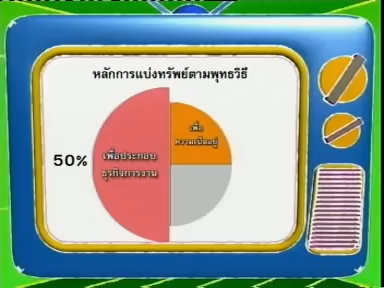 หลักการแบ่งทรัพย์ตามพุทธวิธี
เพื่อ
ความเป็นอยู่
50%
เพื่อประกอบ
ธุรกิจการงาน